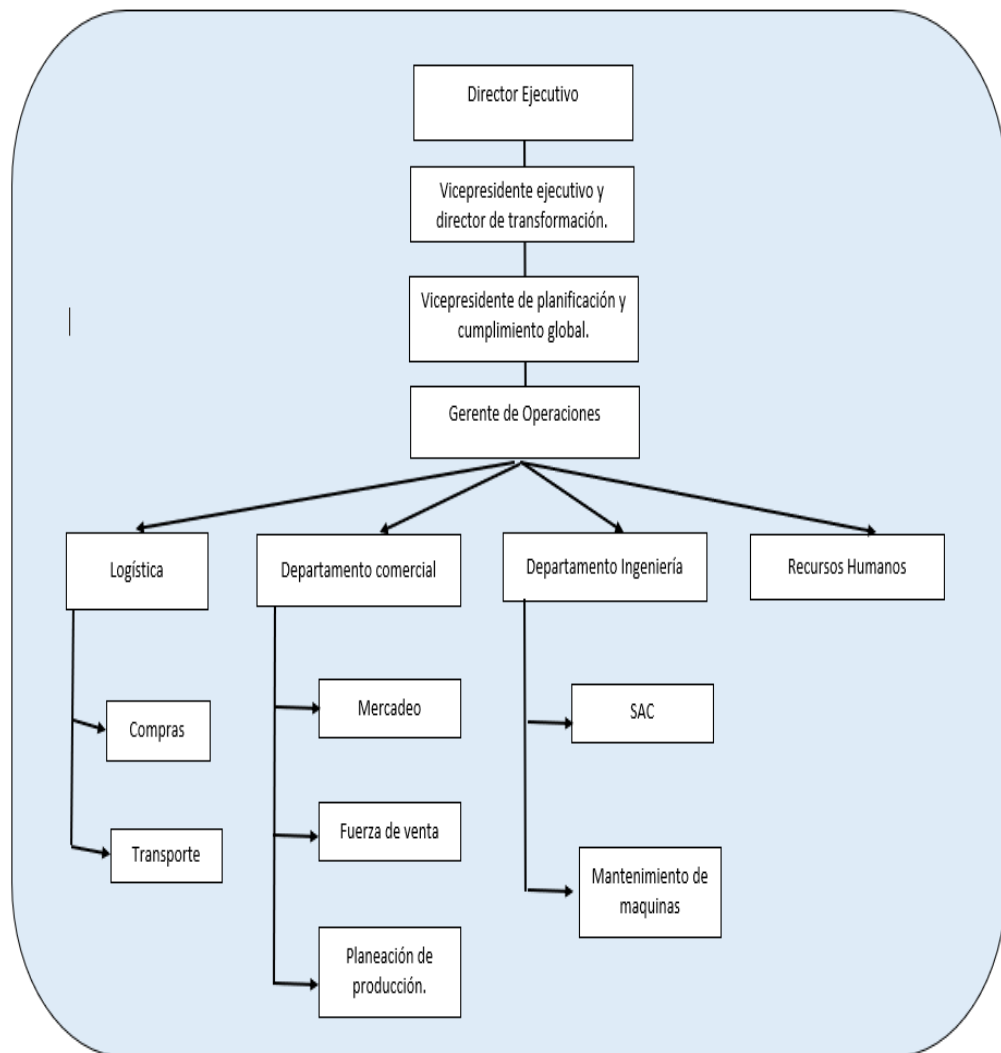 Director Ejecutivo
Vicepresidente ejecutivo y
director de transformación.
Vicepresidente de planificación y
cumplimiento global.
Gerente de Operaciones
Logística
Departamento comercial
Departamento Ingeniería
Recursos Humanos
Compras
Transporte
Mercadeo
Fuerza de venta
Planeación de
producción.
SAC
Mantenimiento de
maquinas